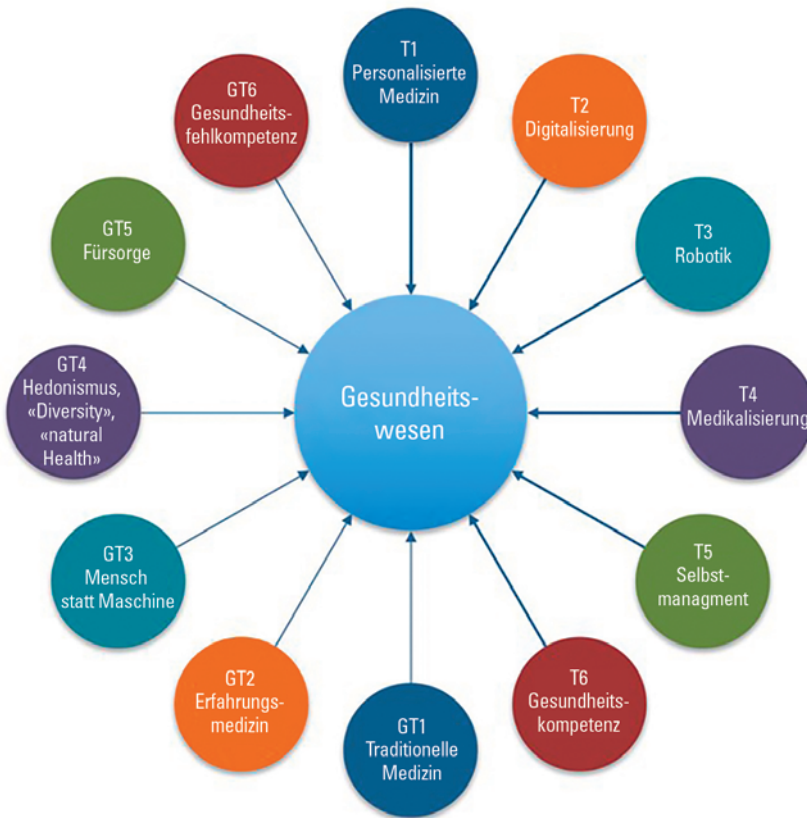 T1
Personalisierte
Medizin
T2
Digitalisierung
T3
Robotik
T4
Medikalisierung
T5
Selbst-
managment
T6
Gesundheits-
kompetenz
GT1
Traditionelle
Medizin
GT2
Erfahrungs-
medizin
GT3
Mensch
statt Maschine
GT4
Hedonismus,
«Diversity»,
«natural
Health»
GT5
Fürsorge
GT6
Gesundheits-
fehlkompetenz
Gesundheits-
wesen